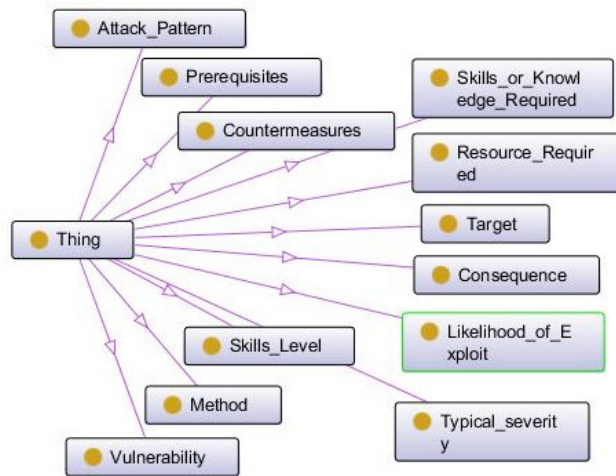 Attack_Pattern
Prerequisites
Skills_or_Knowl
edge_Required
Countermeasures
Resource_Requir
ed
Thing
Target
Consequence
Likelihood_of_E
xploit
Skills_Level
Method
Typical_severit
y
Vulnerability